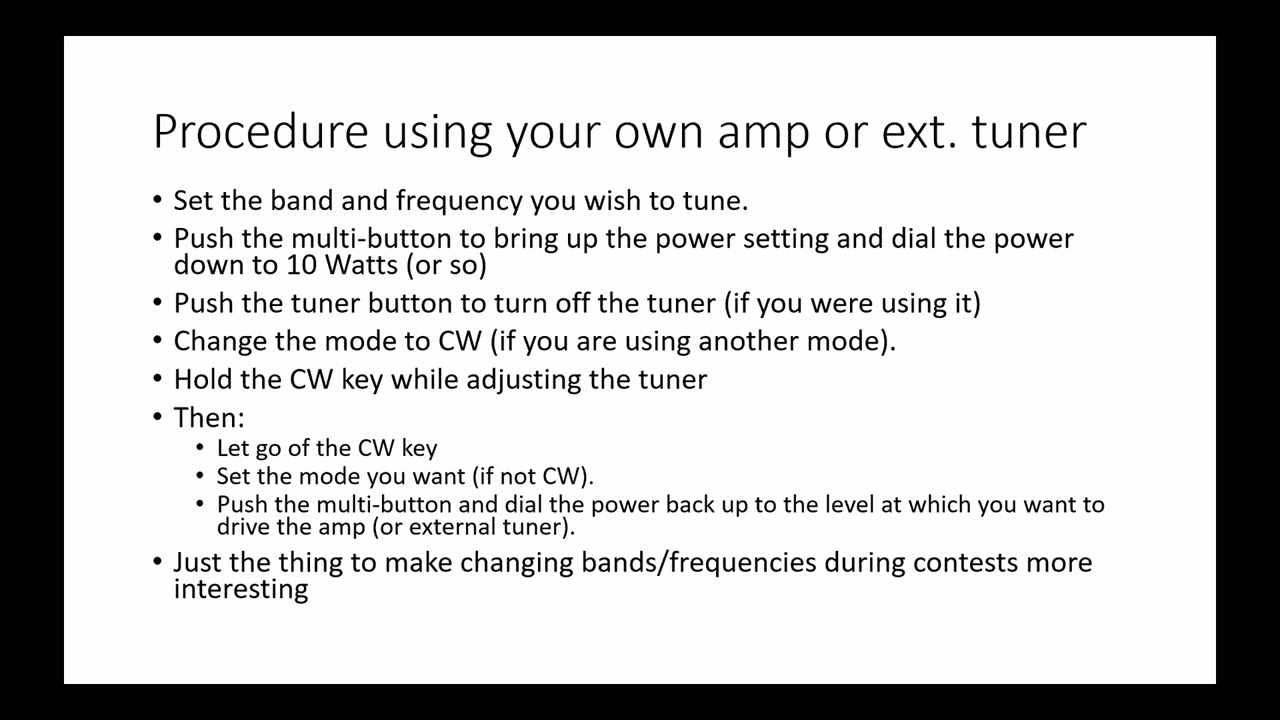 Procedure using your own amp or ext. tuner
• Set the band and frequency you wish to tune.
• Push the multi-button to bring up the power setting and dial the power
down to 10 Watts (or so)
• Push the tuner button to turn off the tuner (if you were using it)
• Change the mode to CW (if you are using another mode).
• Hold the CW key while adjusting the tuner
• Then:
• Let go of the CW key
• Set the mode you want (if not CW).
• Push the multi-button and dial the power back up to the level at which you want to
drive the amp (or external tuner).
• Just the thing to make changing bands/frequencies during contests more
interesting